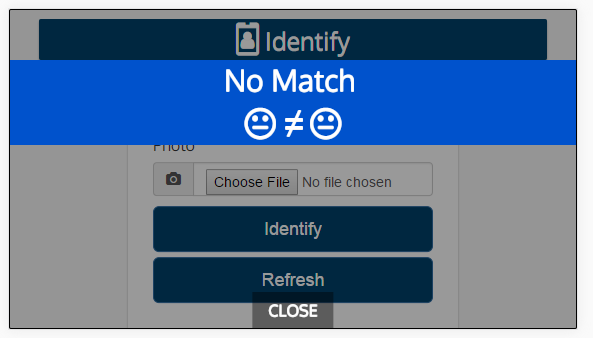 Identify
No Match
≠
Photo
Choose File No file chosen
Identify
Refresh
CLOSE